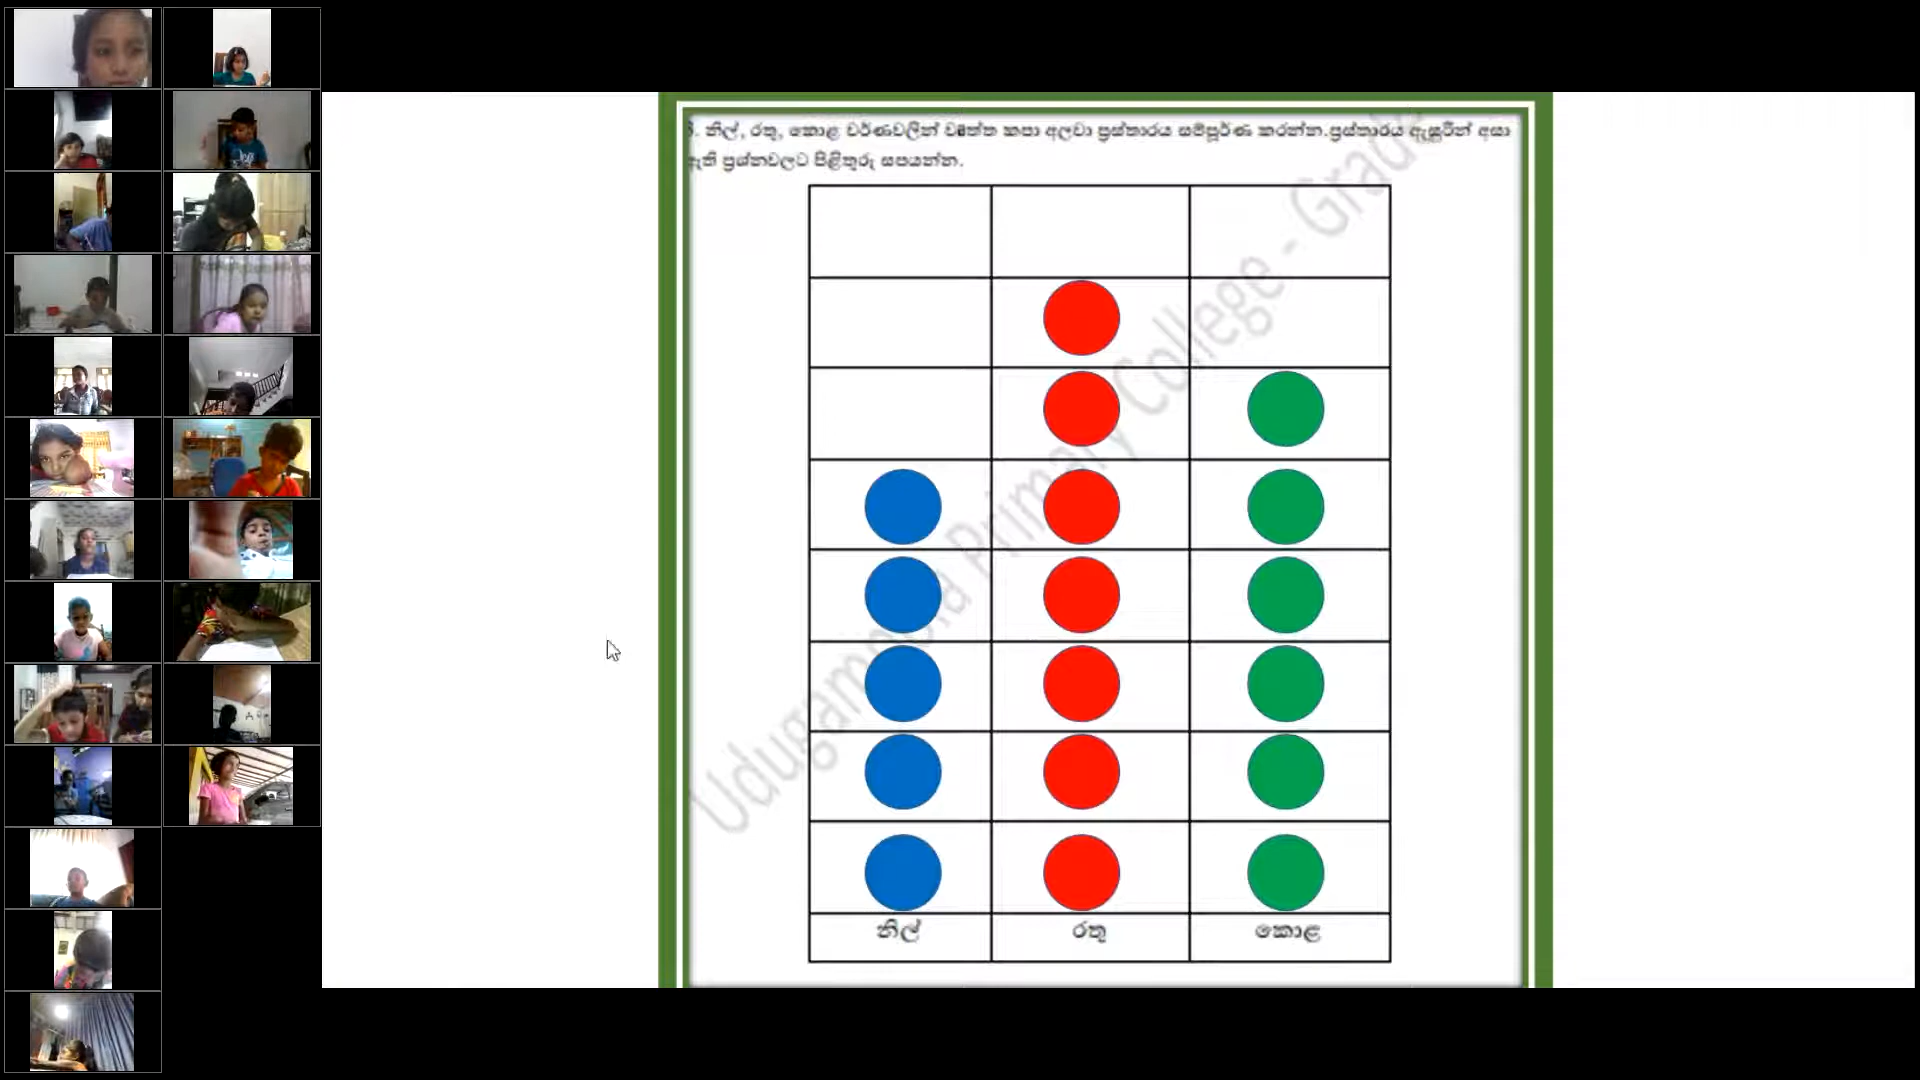 . නිල්, රතු, කොළ වර්ණවලින් වෘත්ත කපා අලවා ප්‍රස්තාරය සම්පූර්ණ කරන්න.ප්‍රස්තාරය ඇසුරින් අසා
ඇති ප්‍රශ්නවලට පිළිතුරු සපයන්න.
නිල් රතු කොළ
Primary College - Grade